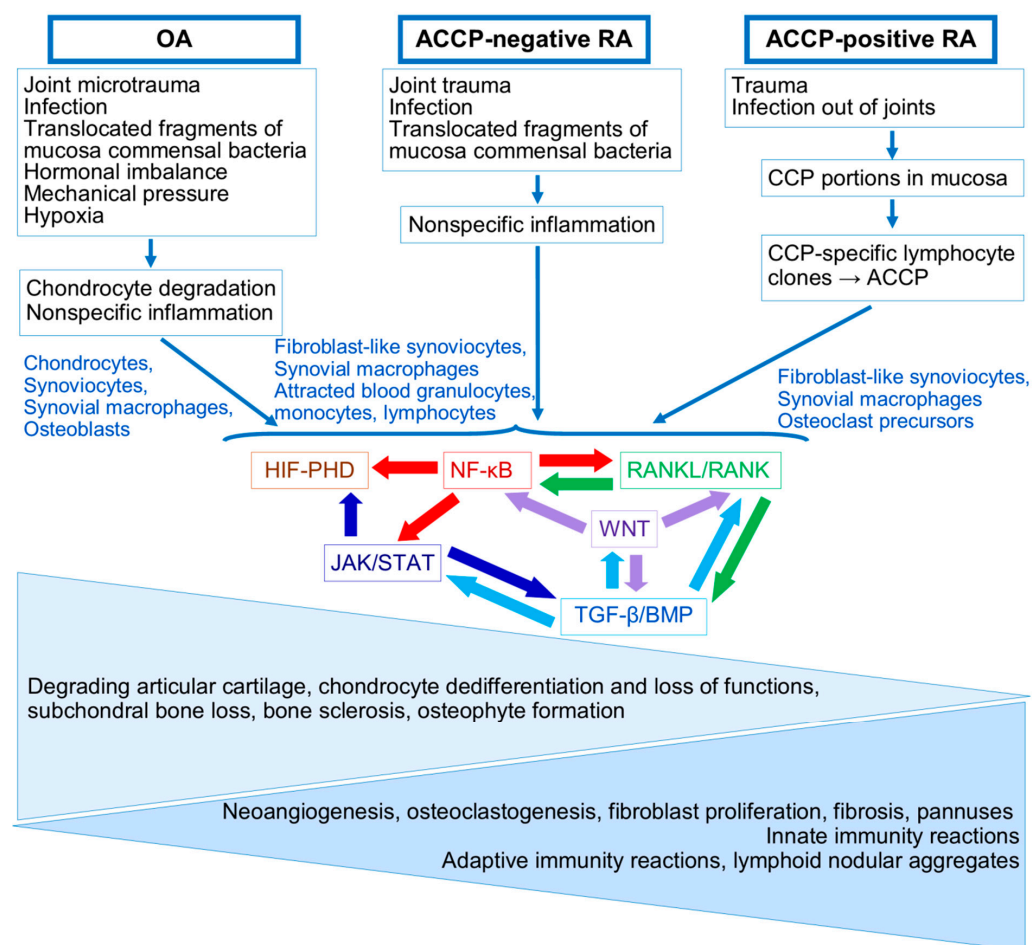 OA
Joint microtrauma
Infection
Translocated fragments of
mucosa commensal bacteria
Hormonal imbalance
Mechanical pressure
Hypoxia
Chondrocyte degradation
Nonspecific inflammation
Chondrocytes,
Synoviocytes,
Synovial macrophages,
Osteoblasts
ACCP-negative RA
Joint trauma
Infection
Translocated fragments of
mucosa commensal bacteria
Nonspecific inflammation
Fibroblast-like synoviocytes,
Synovial macrophages
Attracted blood granulocytes,
monocytes, lymphocytes
ACCP-positive RA
Trauma
Infection out of joints
CCP portions in mucosa
CCP-specific lymphocyte
clones → ACCP
Fibroblast-like synoviocytes,
Synovial macrophages
Osteoclast precursors
HIF-PHD
NF-κB
RANKL/RANK
WNT
JAK/STAT
TGF-β/BMP
Degrading articular cartilage, chondrocyte dedifferentiation and loss of functions,
subchondral bone loss, bone sclerosis, osteophyte formation
Neoangiogenesis, osteoclastogenesis, fibroblast proliferation, fibrosis, pannuses
Innate immunity reactions
Adaptive immunity reactions, lymphoid nodular aggregates